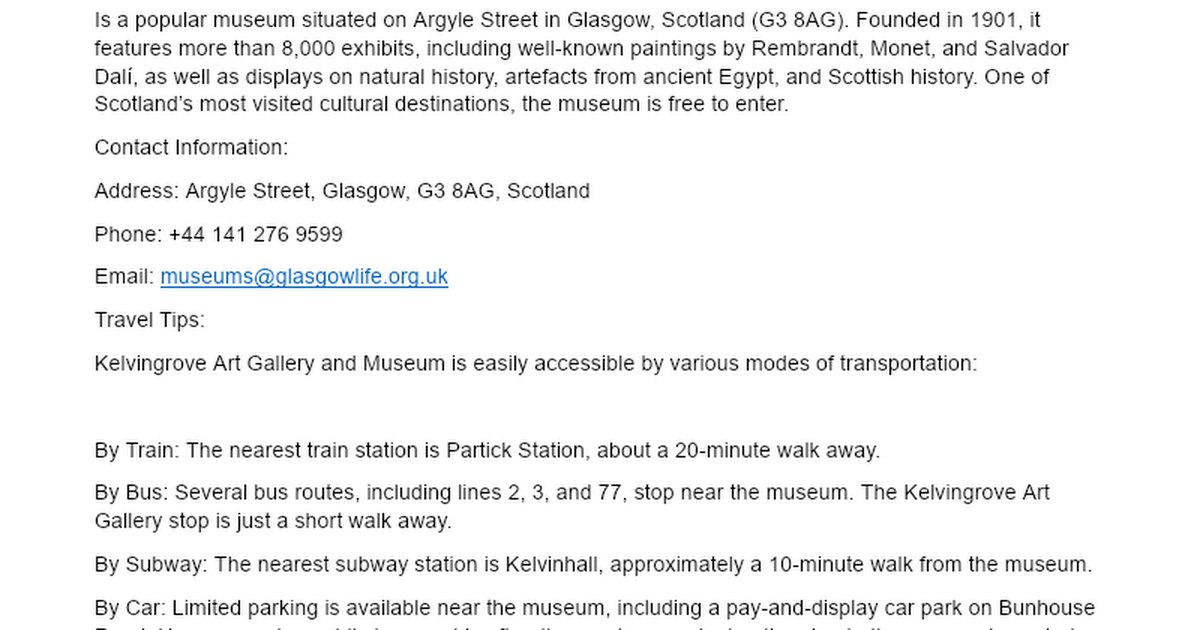 Is a popular museum situated on Argyle Street in Glasgow, Scotland (G3 8AG). Founded in 1901, it
features more than 8,000 exhibits, including well-known paintings by Rembrandt, Monet, and Salvador
Dalí, as well as displays on natural history, artefacts from ancient Egypt, and Scottish history. One of
Scotland's most visited cultural destinations, the museum is free to enter.
Contact Information:
Address: Argyle Street, Glasgow, G3 8AG, Scotland
Phone: +44 141 276 9599
Email: museums@glasgowlife.org.uk
Travel Tips:
Kelvingrove Art Gallery and Museum is easily accessible by various modes of transportation:
By Train: The nearest train station is Partick Station, about a 20-minute walk away.
By Bus: Several bus routes, including lines 2, 3, and 77, stop near the museum. The Kelvingrove Art
Gallery stop is just a short walk away.
By Subway: The nearest subway station is Kelvinhall, approximately a 10-minute walk from the museum.
By Car: Limited parking is available near the museum, including a pay-and-display car park on Bunhouse